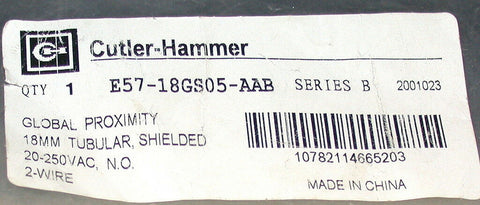 Cutler-Hammer
QTY 1 E57-18GS05-AAB SERIES B 2001023
GLOBAL PROXIMITY
18MM TUBULAR, SHIELDED
20-250VAC, N.O.
2-WIRE
10782114665203
MADE IN CHINA